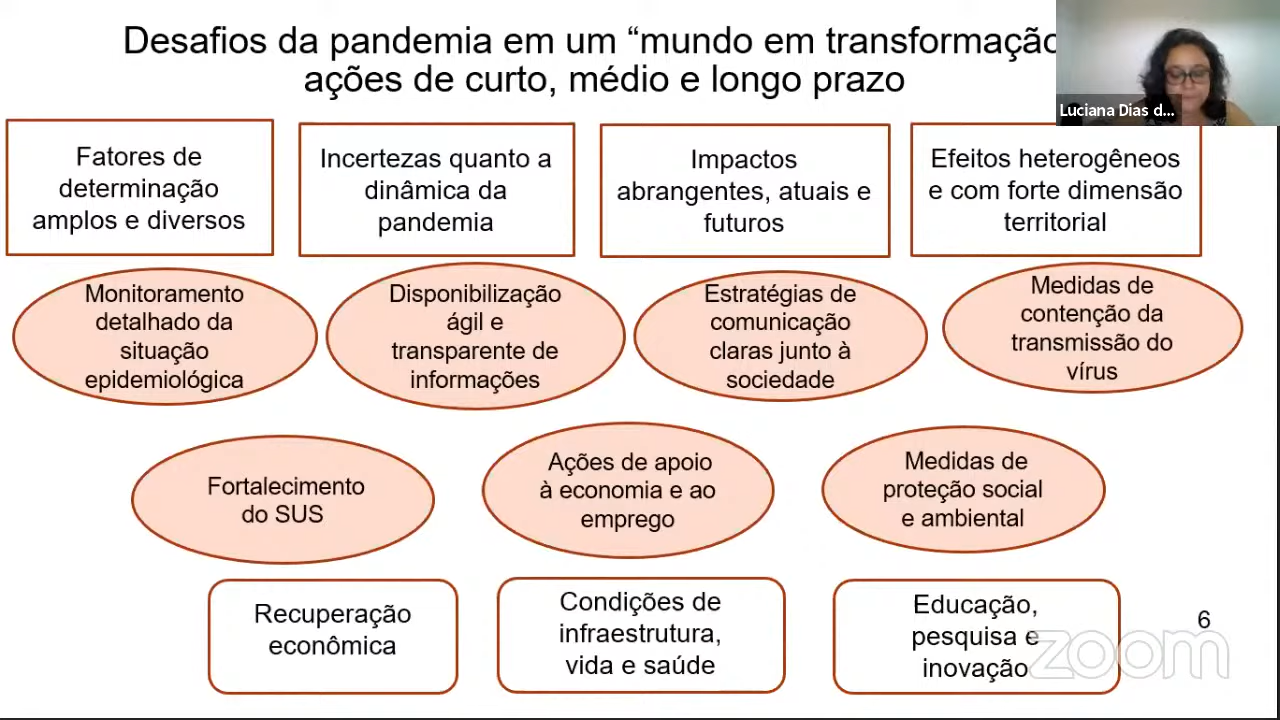 Desafios da pandemia em um “mundo em transformação
ações de curto, médio e longo prazo
Luciana Dias d...
Fatores de
determinação
amplos e diversos
Incertezas quanto a
dinâmica da
pandemia
Impactos
abrangentes, atuais e
futuros
Efeitos heterogêneos
e com forte dimensão
territorial
Monitoramento
detalhado da
situação
epidemiológica
Disponibilização
ágil e
transparente de
informações
Estratégias de
comunicação
claras junto à
sociedade
Medidas de
contenção da
transmissão do
vírus
Fortalecimento
do SUS
Ações de apoio
à economia e ao
emprego
Medidas de
proteção social
e ambiental
Recuperação
econômica
Condições de
infraestrutura,
vida e saúde
Educação,
pesquisa e
inovação
6
zoom